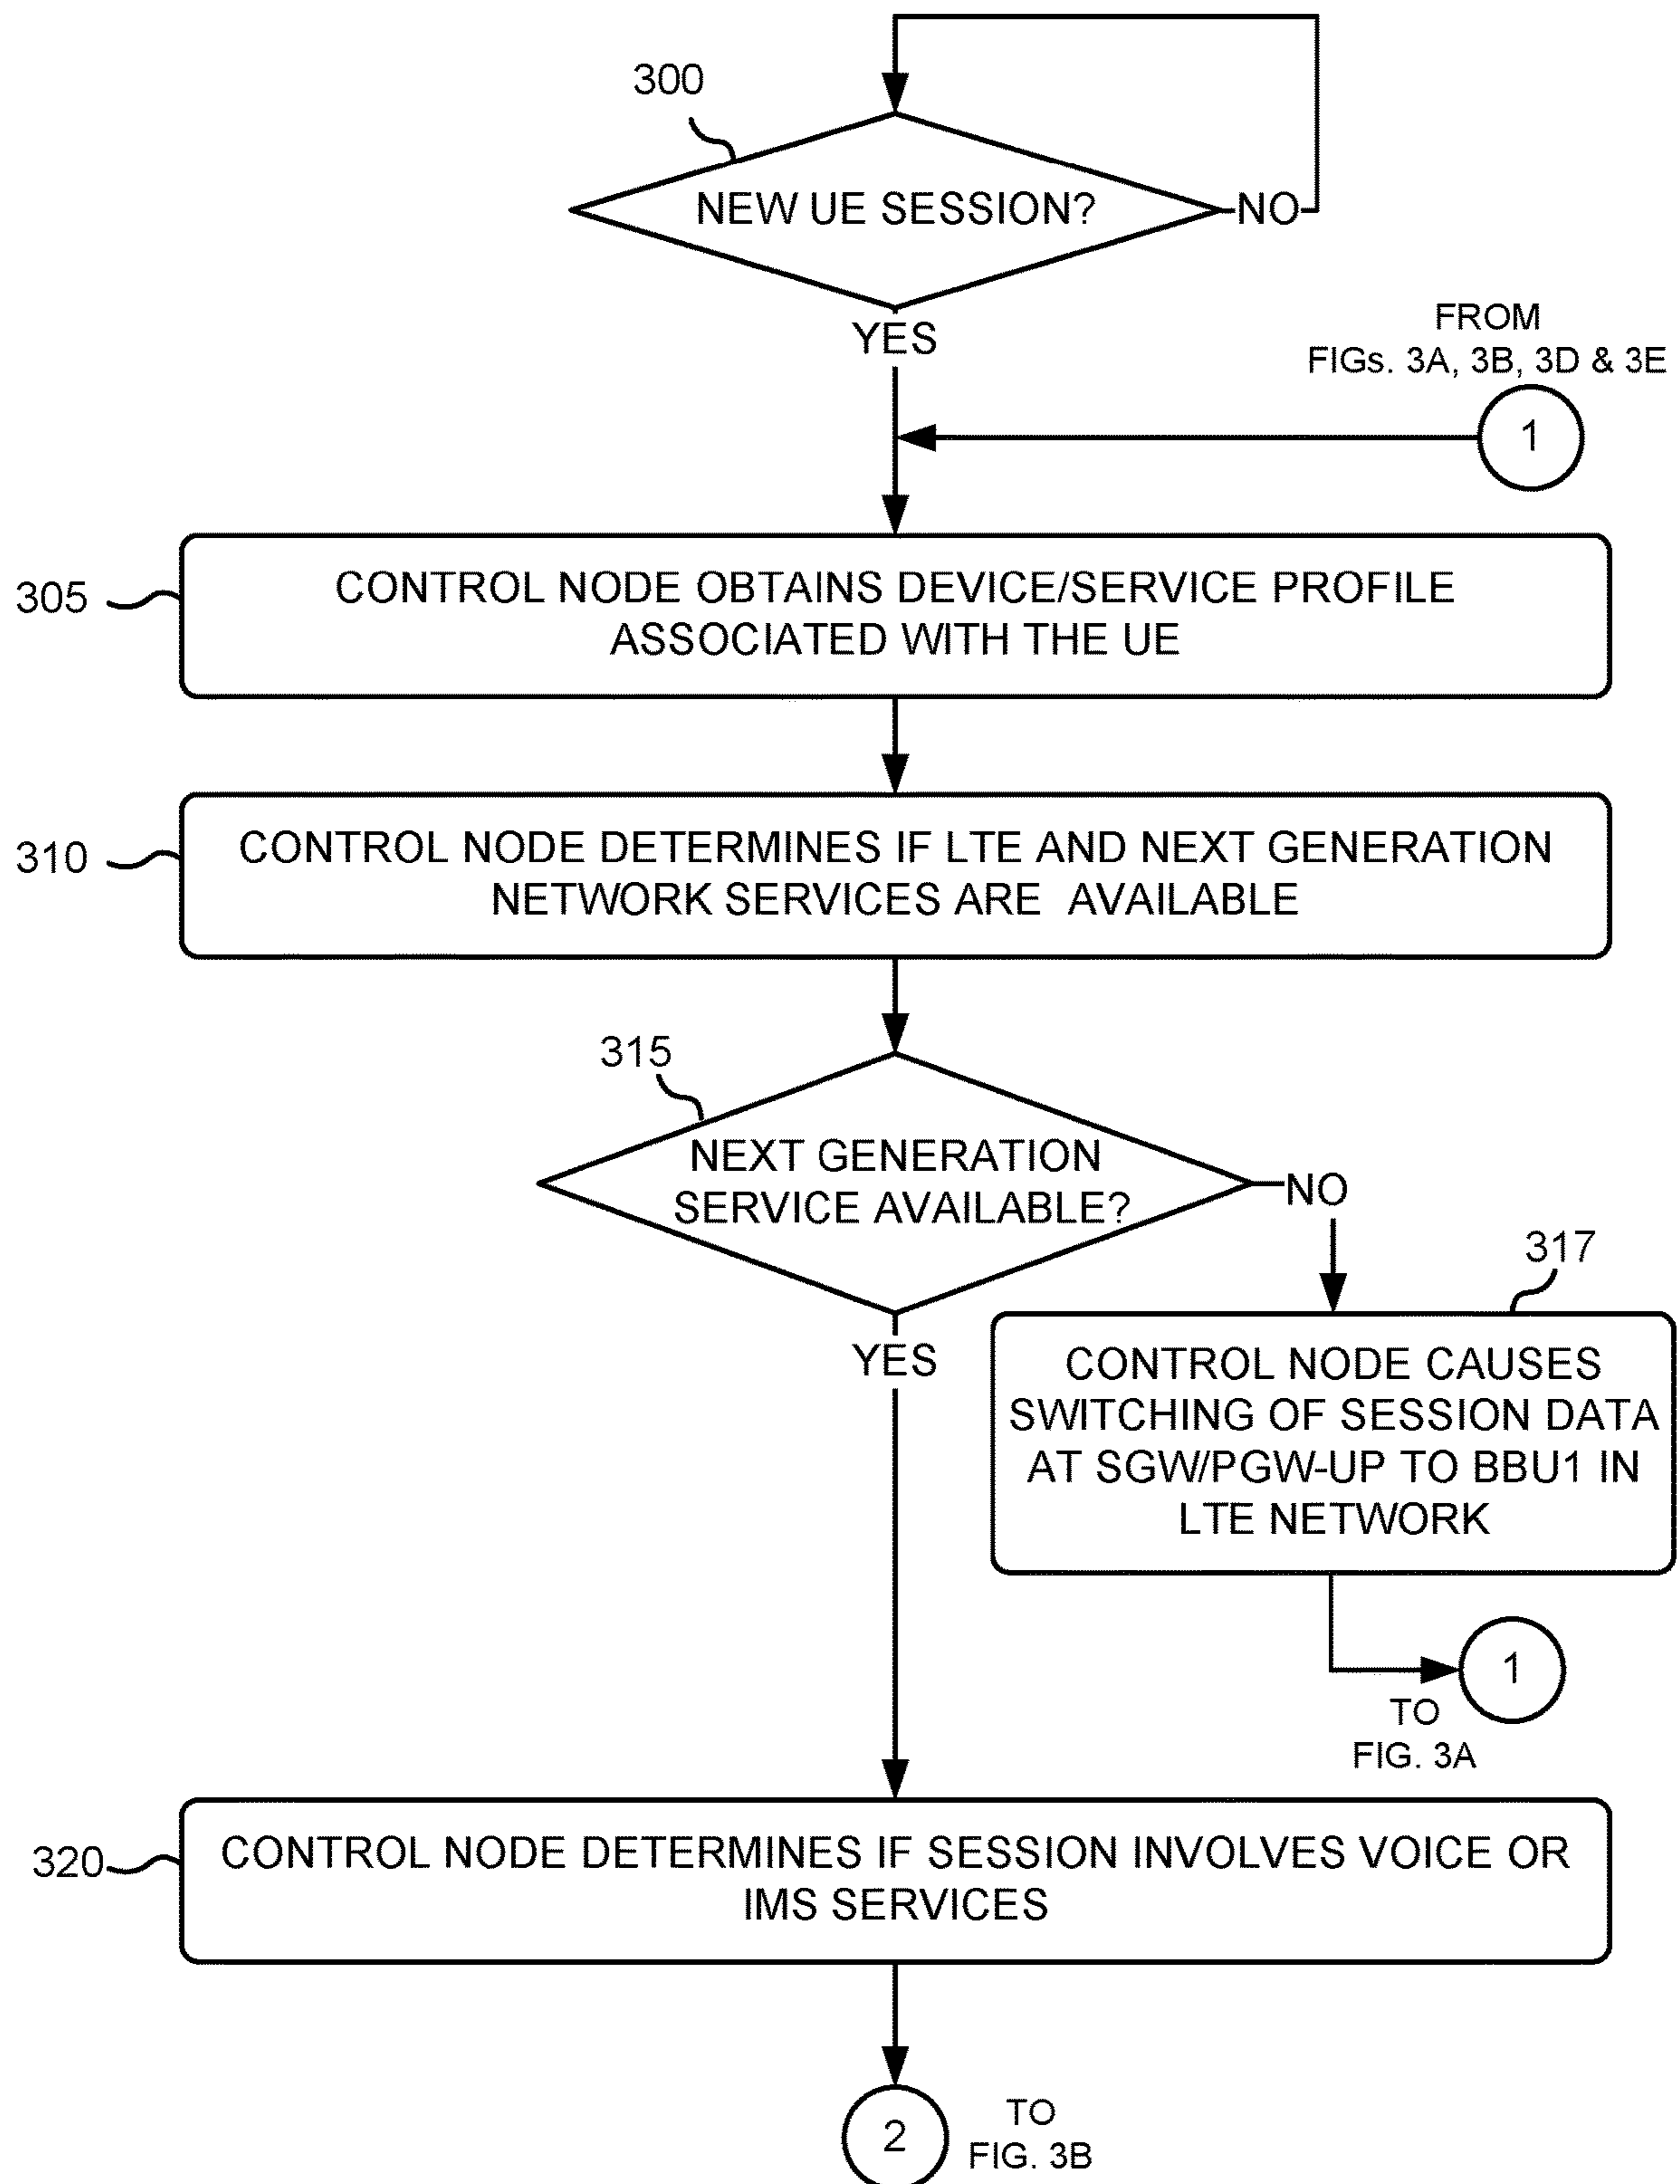 300
NEW UE SESSION?
NO
YES
FROM
FIGs. 3A, 3B, 3D & 3E
1
305
CONTROL NODE OBTAINS DEVICE/SERVICE PROFILE
ASSOCIATED WITH THE UE
310
CONTROL NODE DETERMINES IF LTE AND NEXT GENERATION
NETWORK SERVICES ARE AVAILABLE
315
NEXT GENERATION
SERVICE AVAILABLE?
NO
317
YES
CONTROL NODE CAUSES
SWITCHING OF SESSION DATA
AT SGW/PGW-UP TO BBU1 IN
LTE NETWORK
1
TO
FIG. 3A
320
CONTROL NODE DETERMINES IF SESSION INVOLVES VOICE OR
IMS SERVICES
2
TO
FIG. 3B